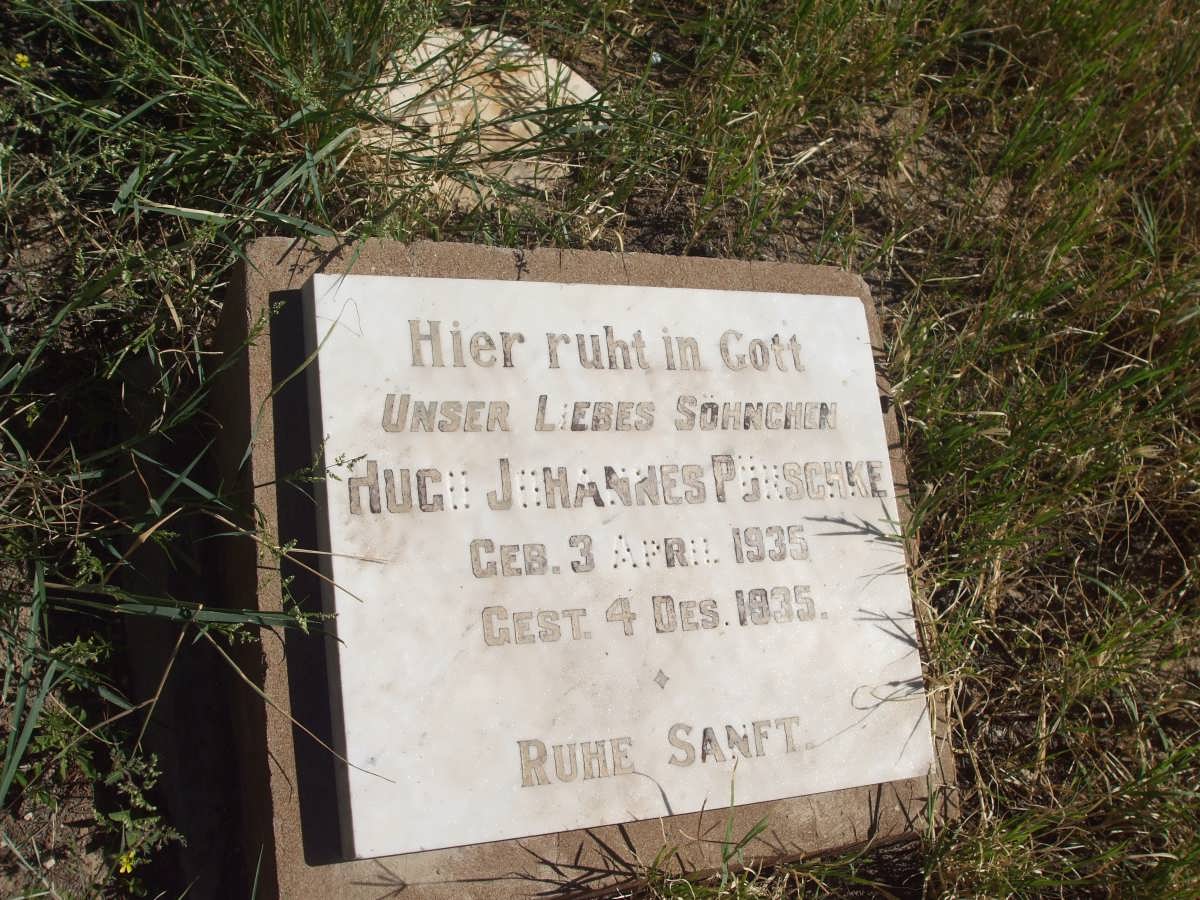 Hier ruht in Gott
UNSER LIEBES SÖHNCHEN
HUGO JOHANNES
GEB. 3 APRIL 1935
GEST. 4 DES. 1935.
RUHE SANFT.